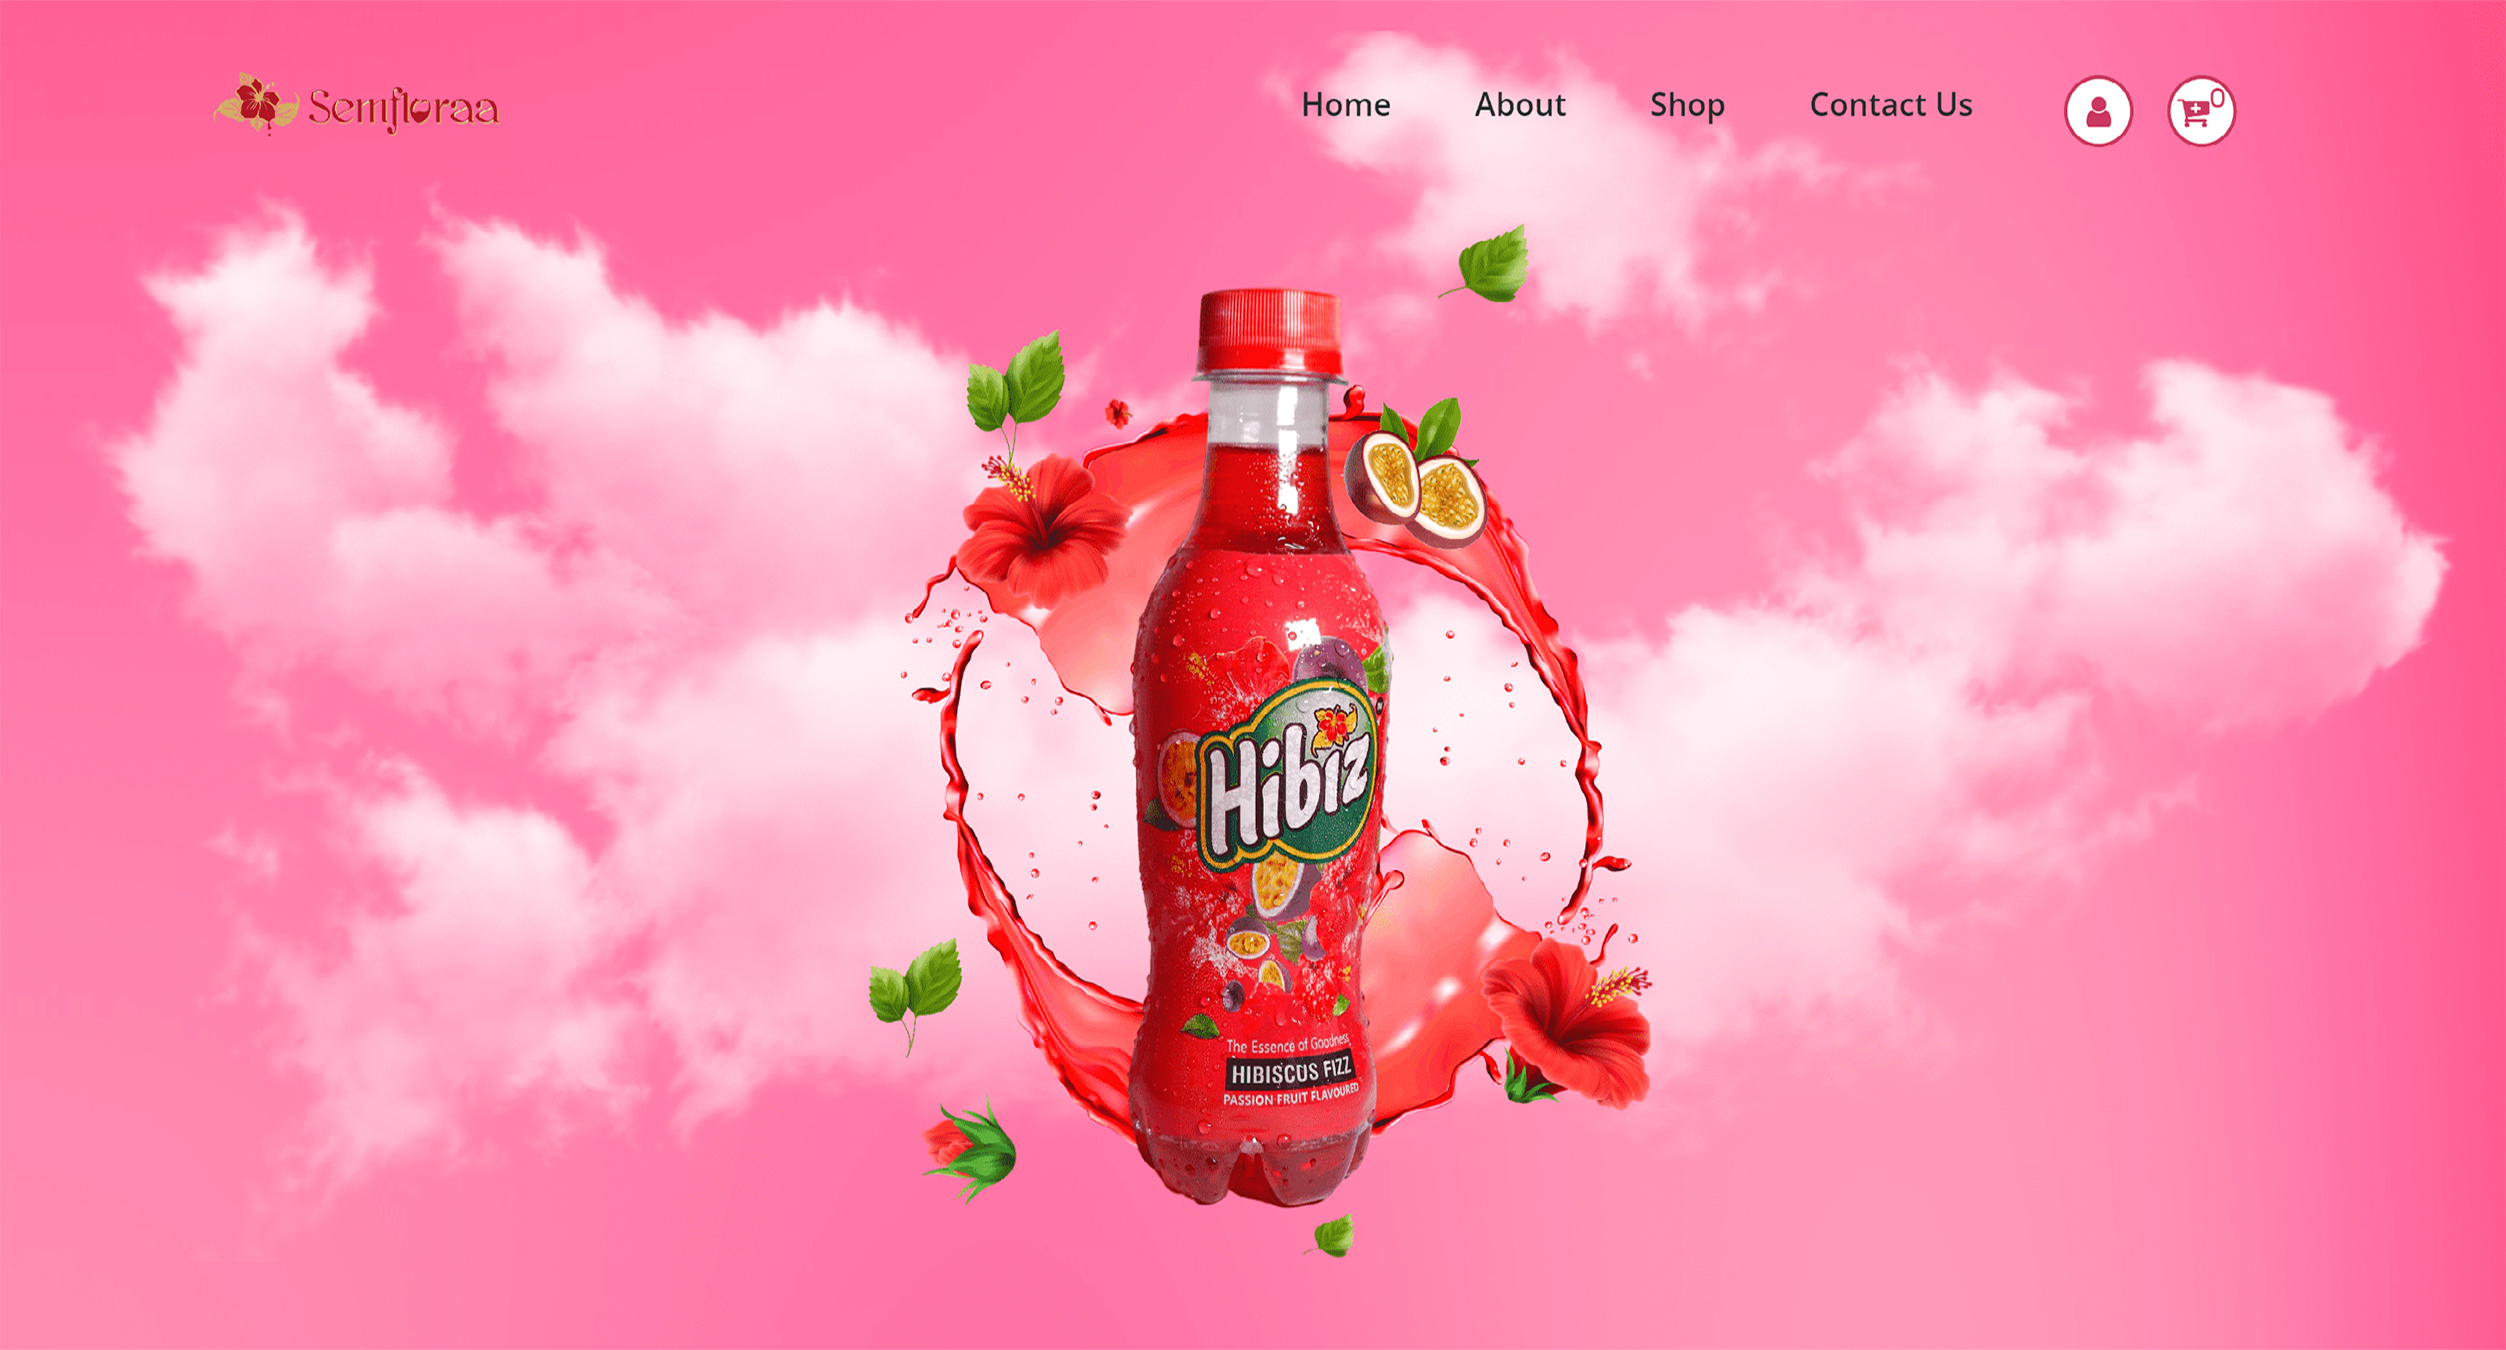 Semfloraa
Home About Shop Contact Us
0
Hibiz
The Essence of Goodness
HIBISCUS FIZZ
PASSION FRUIT FLAVOURED